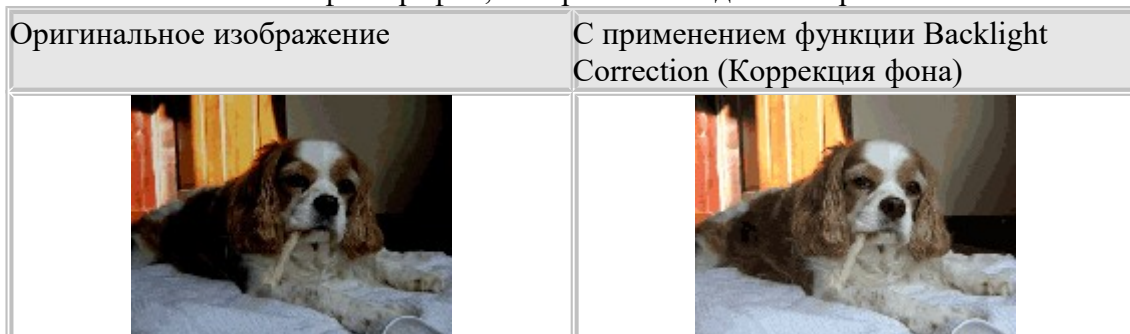 Оригинальное изображение
С применением функции Backlight
Correction (Коррекция фона)